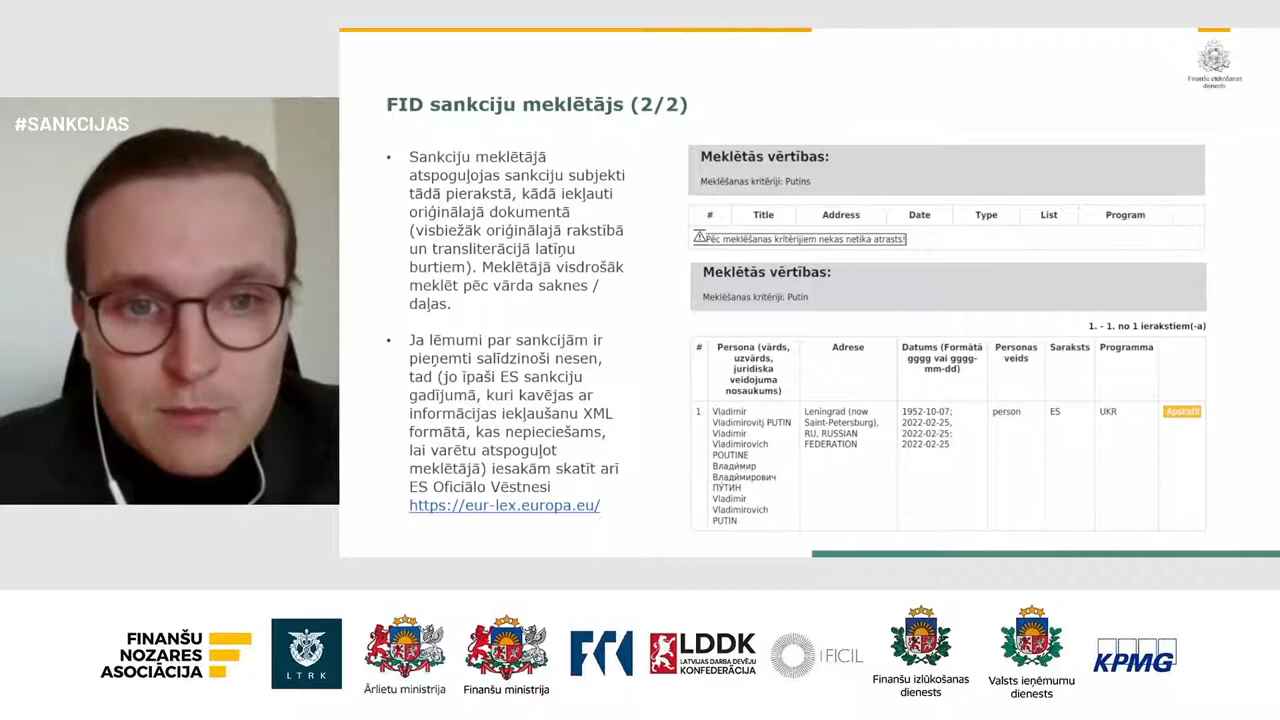 #SANKCIJAS
Finanšu izlūkošanas
dienests
FID sankciju meklētājs (2/2)
• Sankciju meklētājā
atspoguļojas sankciju subjekti
tādā pierakstā, kādā iekļauti
oriģinālajā dokumentā
(visbiežāk oriģinālajā rakstībā
un transliterācijā latīņu
burtiem). Meklētājā visdrošāk
meklēt pēc vārda saknes /
daļas.
• Ja lēmumi par sankcijām ir
pieņemti salīdzinoši nesen,
tad (jo īpaši ES sankciju
gadījumā, kuri kavējas ar
informācijas iekļaušanu XML
formātā, kas nepieciešams,
lai varētu atspoguļot
meklētājā) iesakām skatīt arī
ES Oficiālo Vēstnesi
https://eur-lex.europa.eu/
Meklētās vērtības:
Meklēšanas kritēriji: Putins
# Title Address Date Type List Program
Pēc meklēšanas kritērijiem nekas netika atrasts!
Meklētās vērtības:
Meklēšanas kritēriji: Putin
1. - 1. no 1 ierakstiem(-a)
# Persona (vārds, Adrese Datums (Formātā Personas Saraksts Programma
uzvārds, gggg vai gggg- veids
juridiska mm-dd)
veidojuma
nosaukums)
1 Vladimir Leningrad (now 1952-10-07; person ES UKR Apskatīt
Vladimirovitj PUTIN Saint-Petersburg), 2022-02-25,
Vladimir RU, RUSSIAN 2022-02-25;
Vladimirovich FEDERATION 2022-02-25
POUTINE
Владимир
Владимирович
ПУТИН
Vladimir
Vladimirovich
PUTIN
FINANŠU
NOZARES
ASOCIĀCIJA
LTRK
Ārlietu ministrija
Finanšu ministrija
LDDK
LATVIJAS DARBA DEVĒJU
KONFEDERĀCIJA
FICIL
Finanšu izlūkošanas
dienests
Valsts ieņēmumu
dienests
KPMG